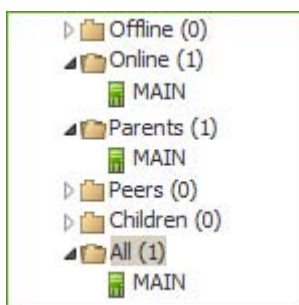 Offline (0)
Online (1)
MAIN
Parents (1)
MAIN
Peers (0)
Children (0)
All (1)
MAIN